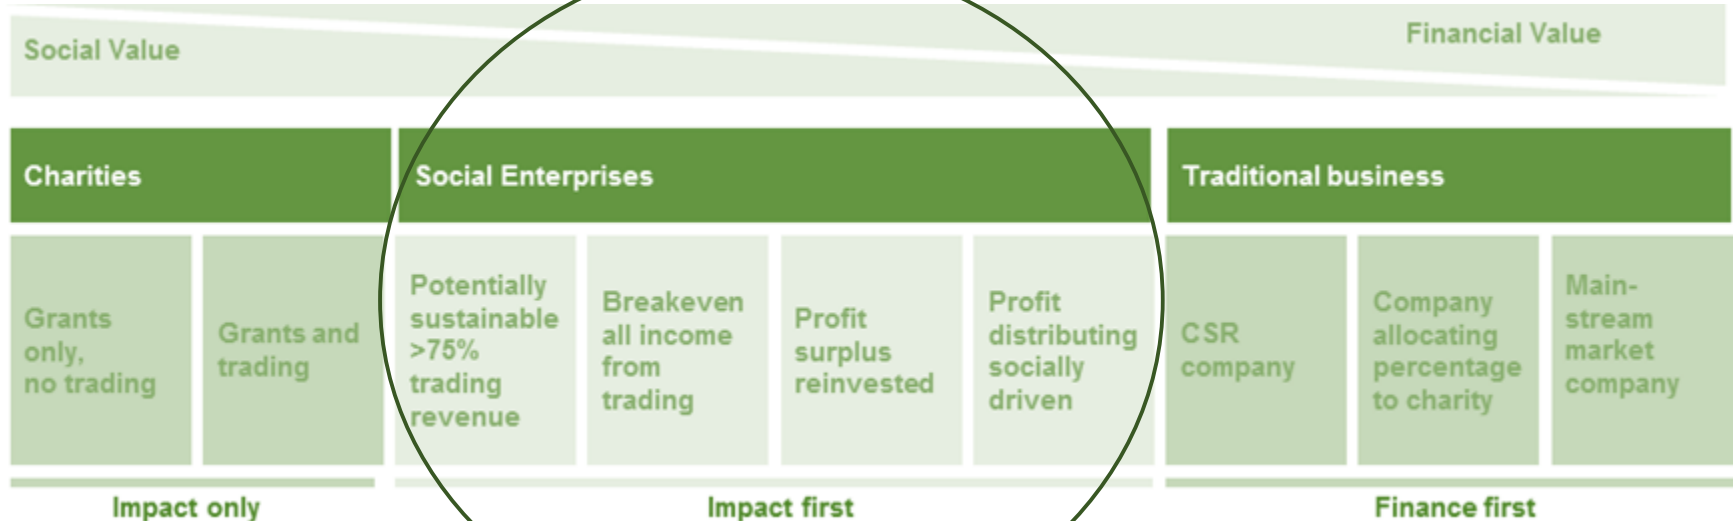 Social Value
Financial Value
Charities
Social Enterprises
Traditional business
Grants
only,
no trading
Grants and
trading
Potentially
sustainable
>75%
trading
revenue
Breakeven
all income
from
trading
Profit
surplus
reinvested
Profit
distributing
socially
driven
CSR
company
Company
allocating
percentage
to charity
Main-
stream
market
company
Impact only
Impact first
Finance first